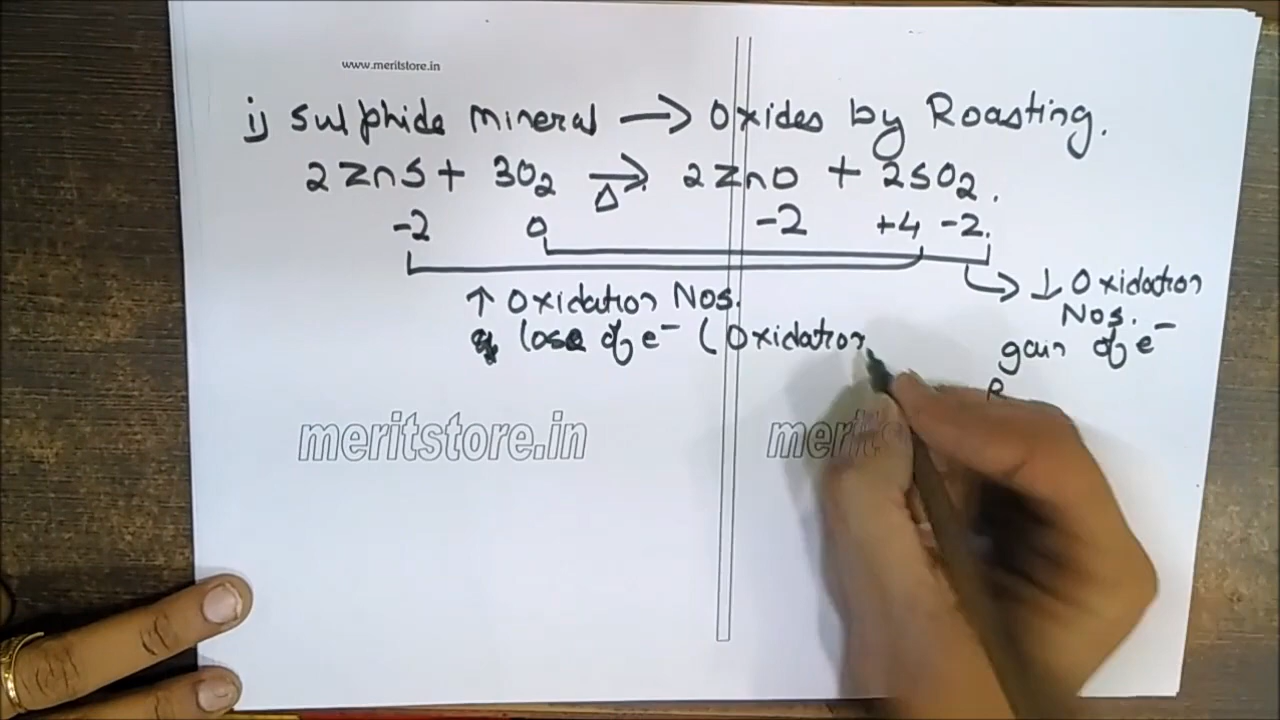 www.meritstore.in
i) Sulphide mineral → Oxides by Roasting.
2ZnS + 3O2 →Δ 2ZnO + 2SO2.
-2 0 -2 +4 -2.
↑ Oxidation Nos.
lose of e⁻ (Oxidation
↓ Oxidation
Nos.
gain of e⁻
R
meritstore.in